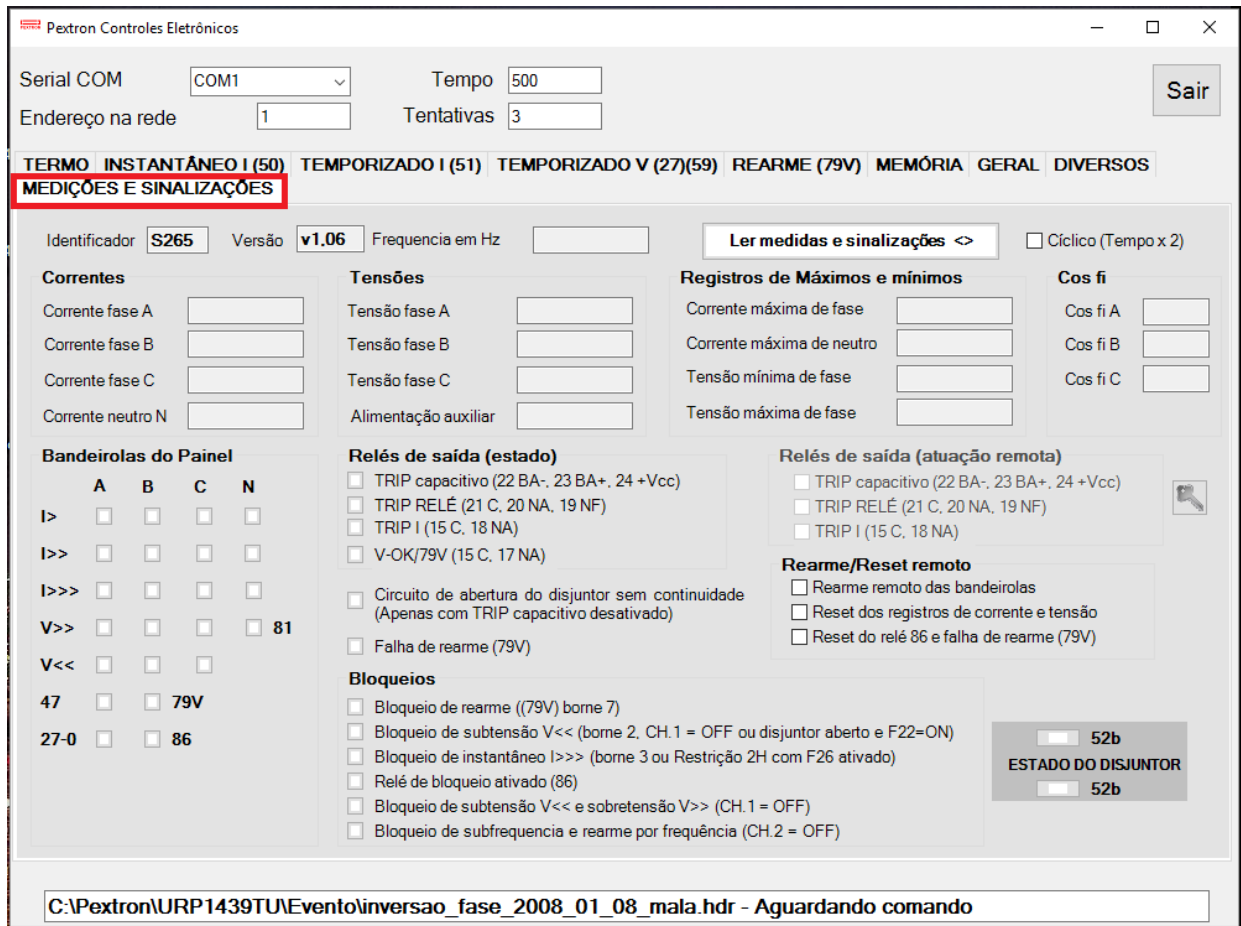 PEXTRON Pextron Controles Eletrônicos
Serial COM COM1 Tempo 500 Sair
Endereço na rede 1 Tentativas 3
TERMO INSTANTÂNEO I (50) TEMPORIZADO I (51) TEMPORIZADO V (27)(59) REARME (79V) MEMÓRIA GERAL DIVERSOS
MEDIÇÕES E SINALIZAÇÕES
Identificador S265 Versão v1.06 Frequencia em Hz Ler medidas e sinalizações <> Cíclico (Tempo x 2)
Correntes
Corrente fase A
Corrente fase B
Corrente fase C
Corrente neutro N
Tensões
Tensão fase A
Tensão fase B
Tensão fase C
Alimentação auxiliar
Registros de Máximos e mínimos
Corrente máxima de fase
Corrente máxima de neutro
Tensão mínima de fase
Tensão máxima de fase
Cos fi
Cos fi A
Cos fi B
Cos fi C
Bandeirolas do Painel
A B C N
I>
I>>
I>>>
V>> 81
V<<
47 79V
27-0 86
Relés de saída (estado)
TRIP capacitivo (22 BA-, 23 BA+, 24 +Vcc)
TRIP RELÉ (21 C, 20 NA, 19 NF)
TRIP I (15 C, 18 NA)
V-OK/79V (15 C, 17 NA)
Circuito de abertura do disjuntor sem continuidade
(Apenas com TRIP capacitivo desativado)
Falha de rearme (79V)
Relés de saída (atuação remota)
TRIP capacitivo (22 BA-, 23 BA+, 24 +Vcc)
TRIP RELÉ (21 C, 20 NA, 19 NF)
TRIP I (15 C, 18 NA)
Rearme/Reset remoto
Rearme remoto das bandeirolas
Reset dos registros de corrente e tensão
Reset do relé 86 e falha de rearme (79V)
Bloqueios
Bloqueio de rearme ((79V) borne 7)
Bloqueio de subtensão V<< (borne 2, CH.1 = OFF ou disjuntor aberto e F22=ON)
Bloqueio de instantâneo I>>> (borne 3 ou Restrição 2H com F26 ativado)
Relé de bloqueio ativado (86)
Bloqueio de subtensão V<< e sobretensão V>> (CH.1 = OFF)
Bloqueio de subfrequencia e rearme por frequência (CH.2 = OFF)
52b
ESTADO DO DISJUNTOR
52b
C:\Pextron\URP1439TU\Evento\inversao_fase_2008_01_08_mala.hdr - Aguardando comando